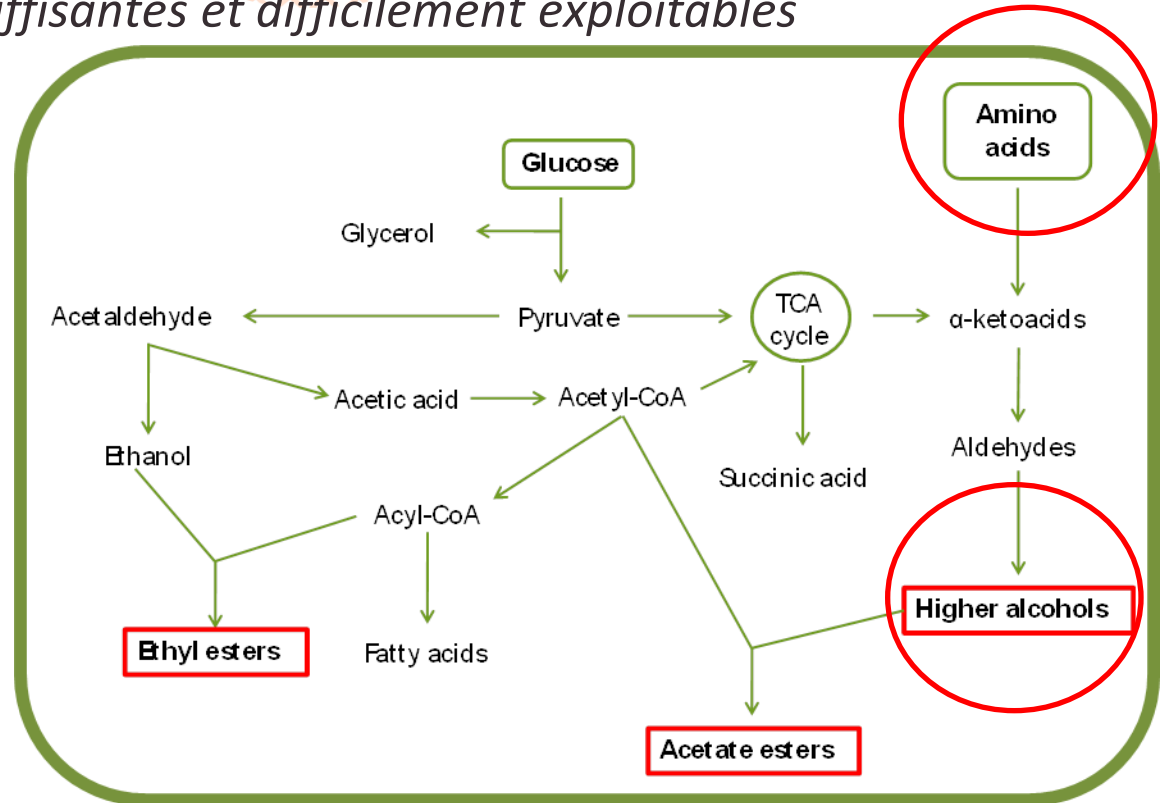 ffisantes et difficilement exploitables
Amino
acids
Glucose
Glycerol
Acetaldehyde
Pyruvate
TCA
cycle
α-ketoacids
Acetic acid
Acetyl-CoA
Ethanol
Aldehydes
Succinic acid
Acyl-CoA
Higher alcohols
Ethyl esters
Fatty acids
Acetate esters